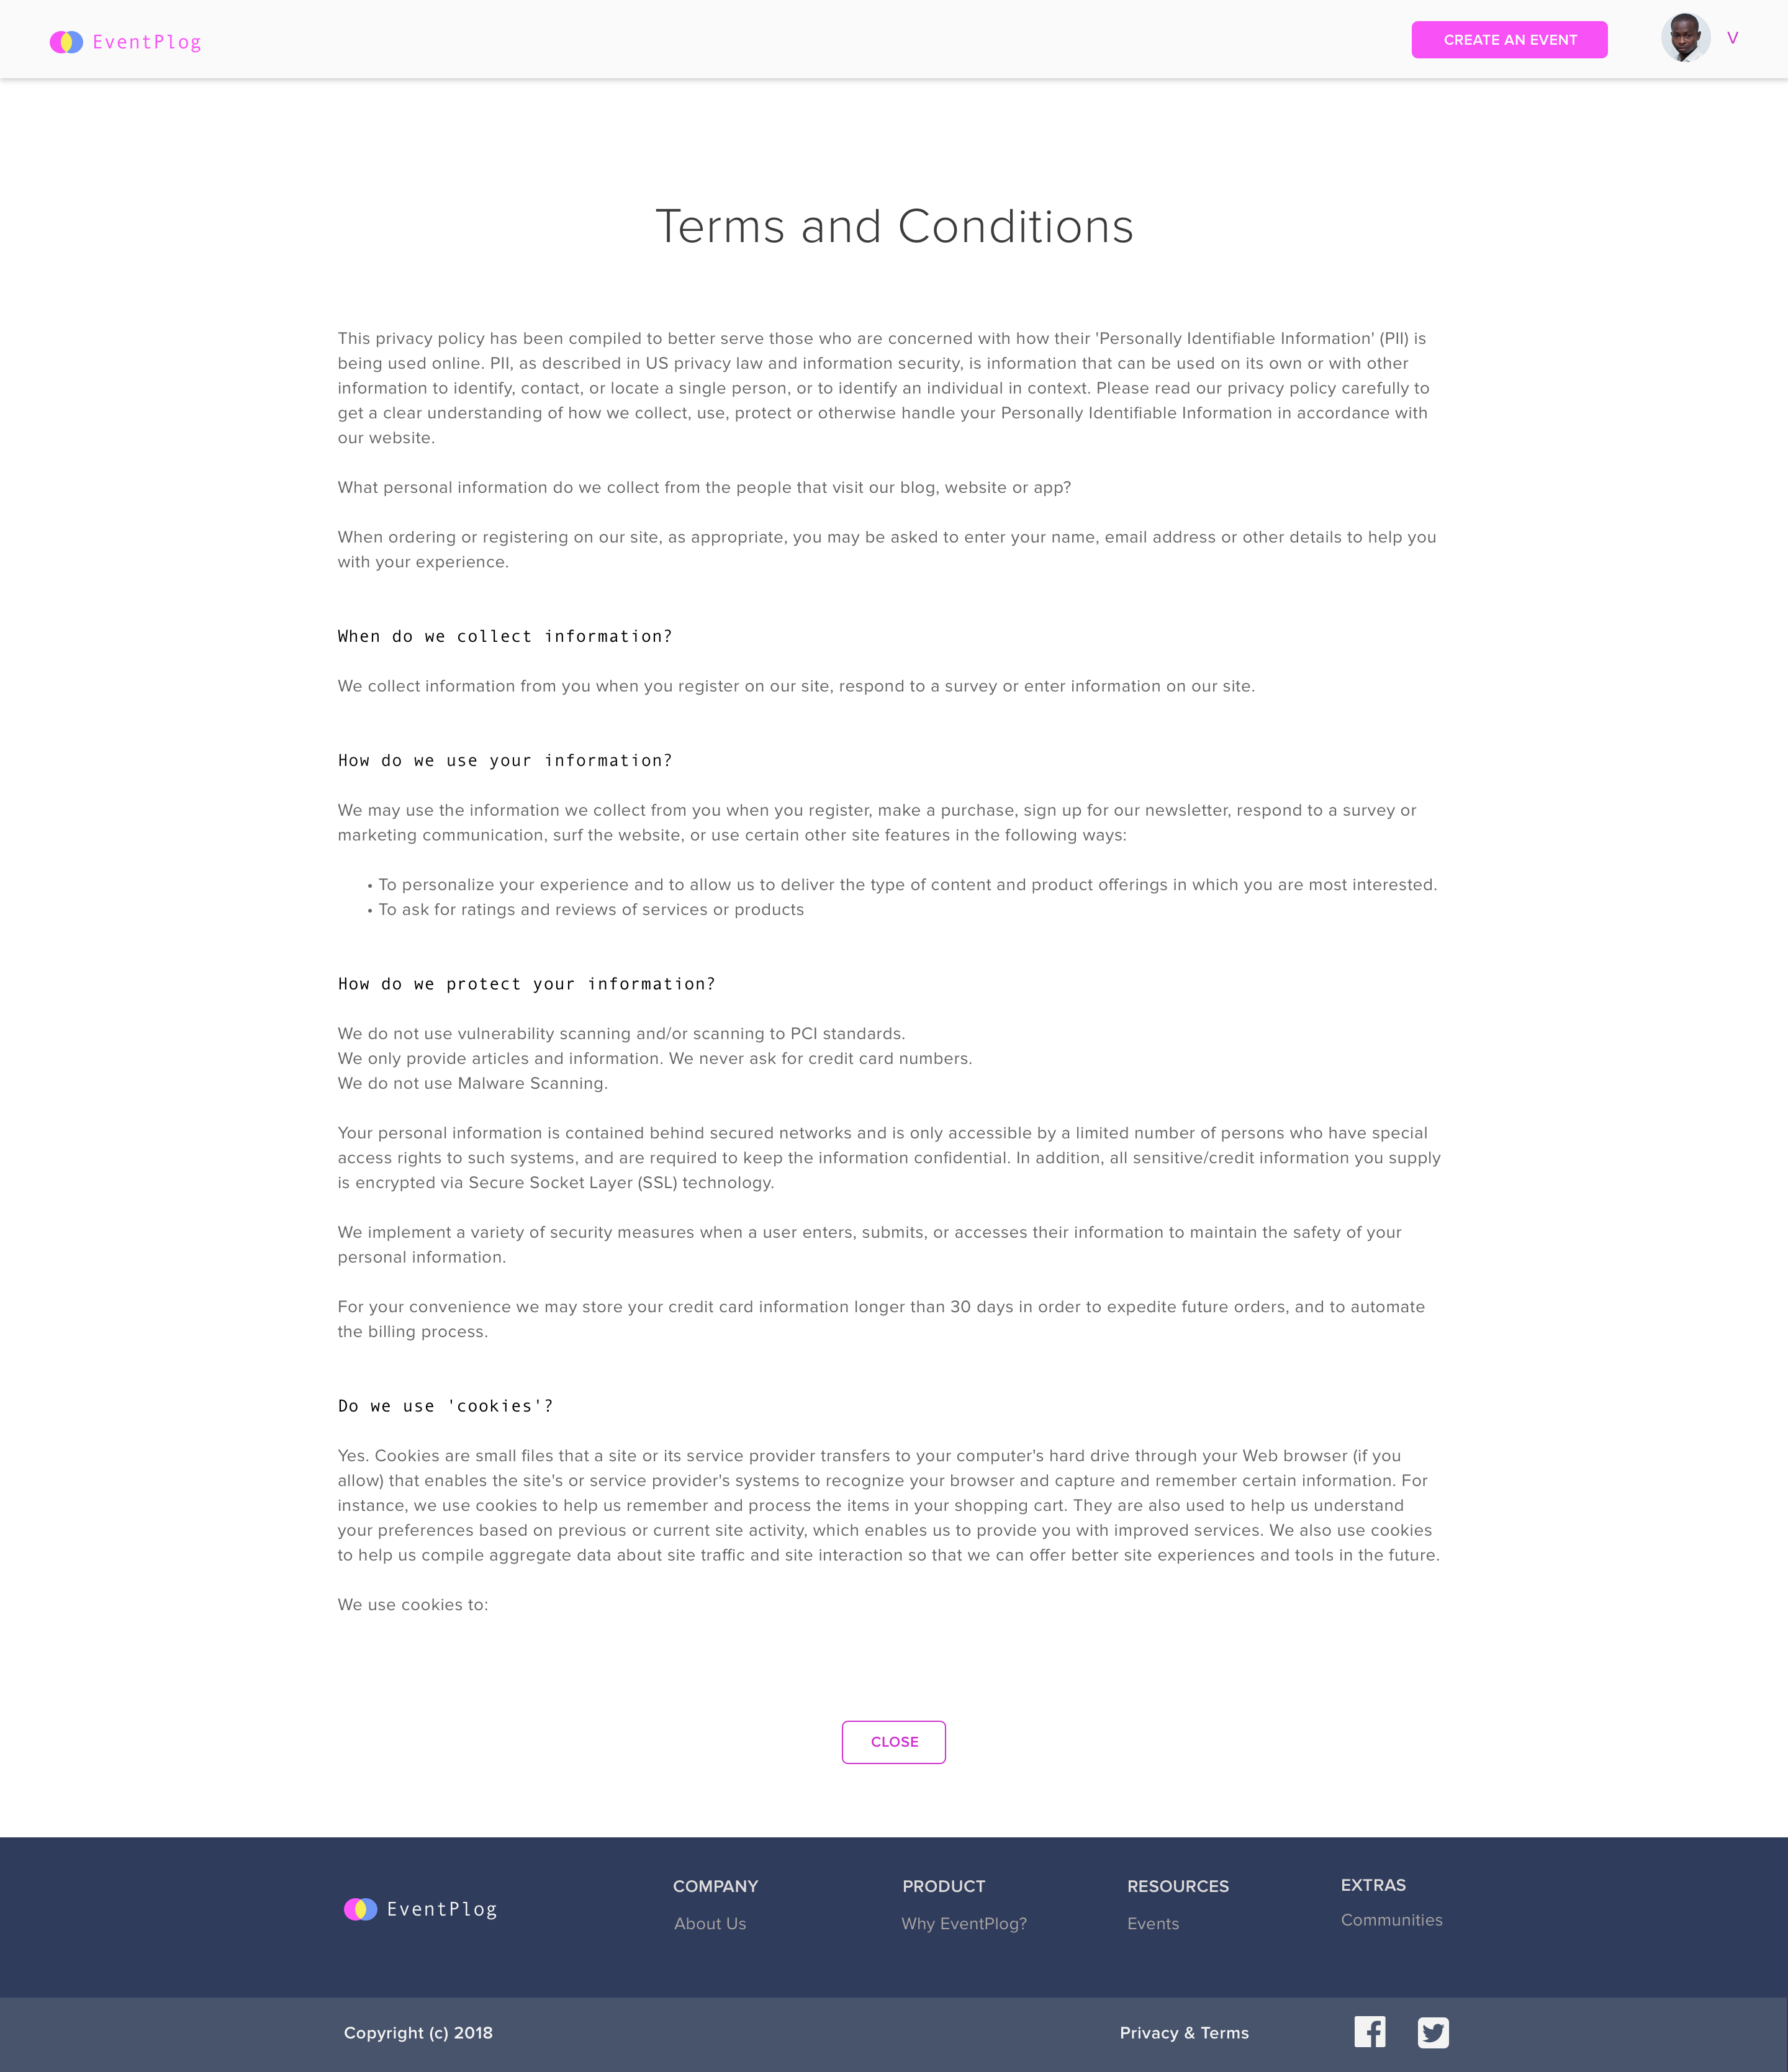 EventPlog
CREATE AN EVENT
V
Terms and Conditions
This privacy policy has been compiled to better serve those who are concerned with how their 'Personally Identifiable Information' (PII) is
being used online. PII, as described in US privacy law and information security, is information that can be used on its own or with other
information to identify, contact, or locate a single person, or to identify an individual in context. Please read our privacy policy carefully to
get a clear understanding of how we collect, use, protect or otherwise handle your Personally Identifiable Information in accordance with
our website.
What personal information do we collect from the people that visit our blog, website or app?
When ordering or registering on our site, as appropriate, you may be asked to enter your name, email address or other details to help you
with your experience.
When do we collect information?
We collect information from you when you register on our site, respond to a survey or enter information on our site.
How do we use your information?
We may use the information we collect from you when you register, make a purchase, sign up for our newsletter, respond to a survey or
marketing communication, surf the website, or use certain other site features in the following ways:
• To personalize your experience and to allow us to deliver the type of content and product offerings in which you are most interested.
• To ask for ratings and reviews of services or products
How do we protect your information?
We do not use vulnerability scanning and/or scanning to PCI standards.
We only provide articles and information. We never ask for credit card numbers.
We do not use Malware Scanning.
Your personal information is contained behind secured networks and is only accessible by a limited number of persons who have special
access rights to such systems, and are required to keep the information confidential. In addition, all sensitive/credit information you supply
is encrypted via Secure Socket Layer (SSL) technology.
We implement a variety of security measures when a user enters, submits, or accesses their information to maintain the safety of your
personal information.
For your convenience we may store your credit card information longer than 30 days in order to expedite future orders, and to automate
the billing process.
Do we use 'cookies'?
Yes. Cookies are small files that a site or its service provider transfers to your computer's hard drive through your Web browser (if you
allow) that enables the site's or service provider's systems to recognize your browser and capture and remember certain information. For
instance, we use cookies to help us remember and process the items in your shopping cart. They are also used to help us understand
your preferences based on previous or current site activity, which enables us to provide you with improved services. We also use cookies
to help us compile aggregate data about site traffic and site interaction so that we can offer better site experiences and tools in the future.
We use cookies to:
CLOSE
EventPlog
COMPANY
About Us
PRODUCT
Why EventPlog?
RESOURCES
Events
EXTRAS
Communities
Copyright (c) 2018
Privacy & Terms